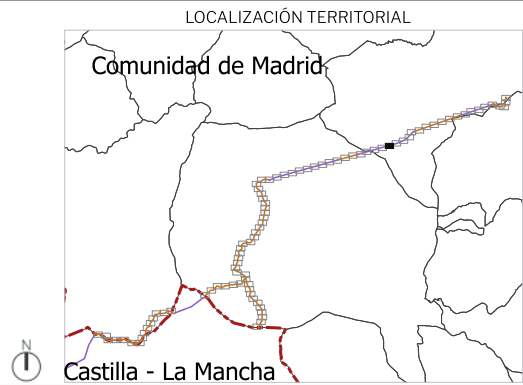 LOCALIZACIÓN TERRITORIAL
Comunidad de Madrid
N
Castilla - La Mancha